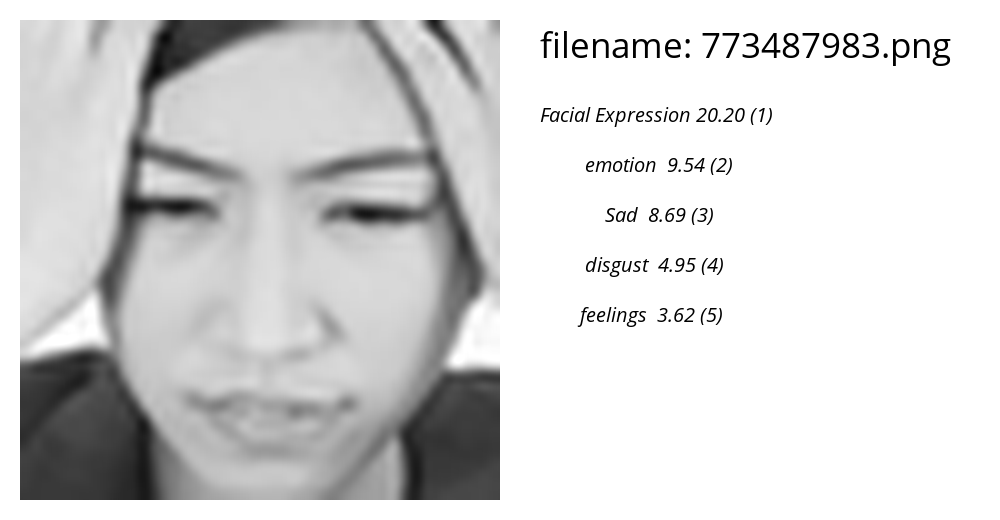 filename: 773487983.png
Facial Expression 20.20 (1)
emotion 9.54 (2)
Sad 8.69 (3)
disgust 4.95 (4)
feelings 3.62 (5)